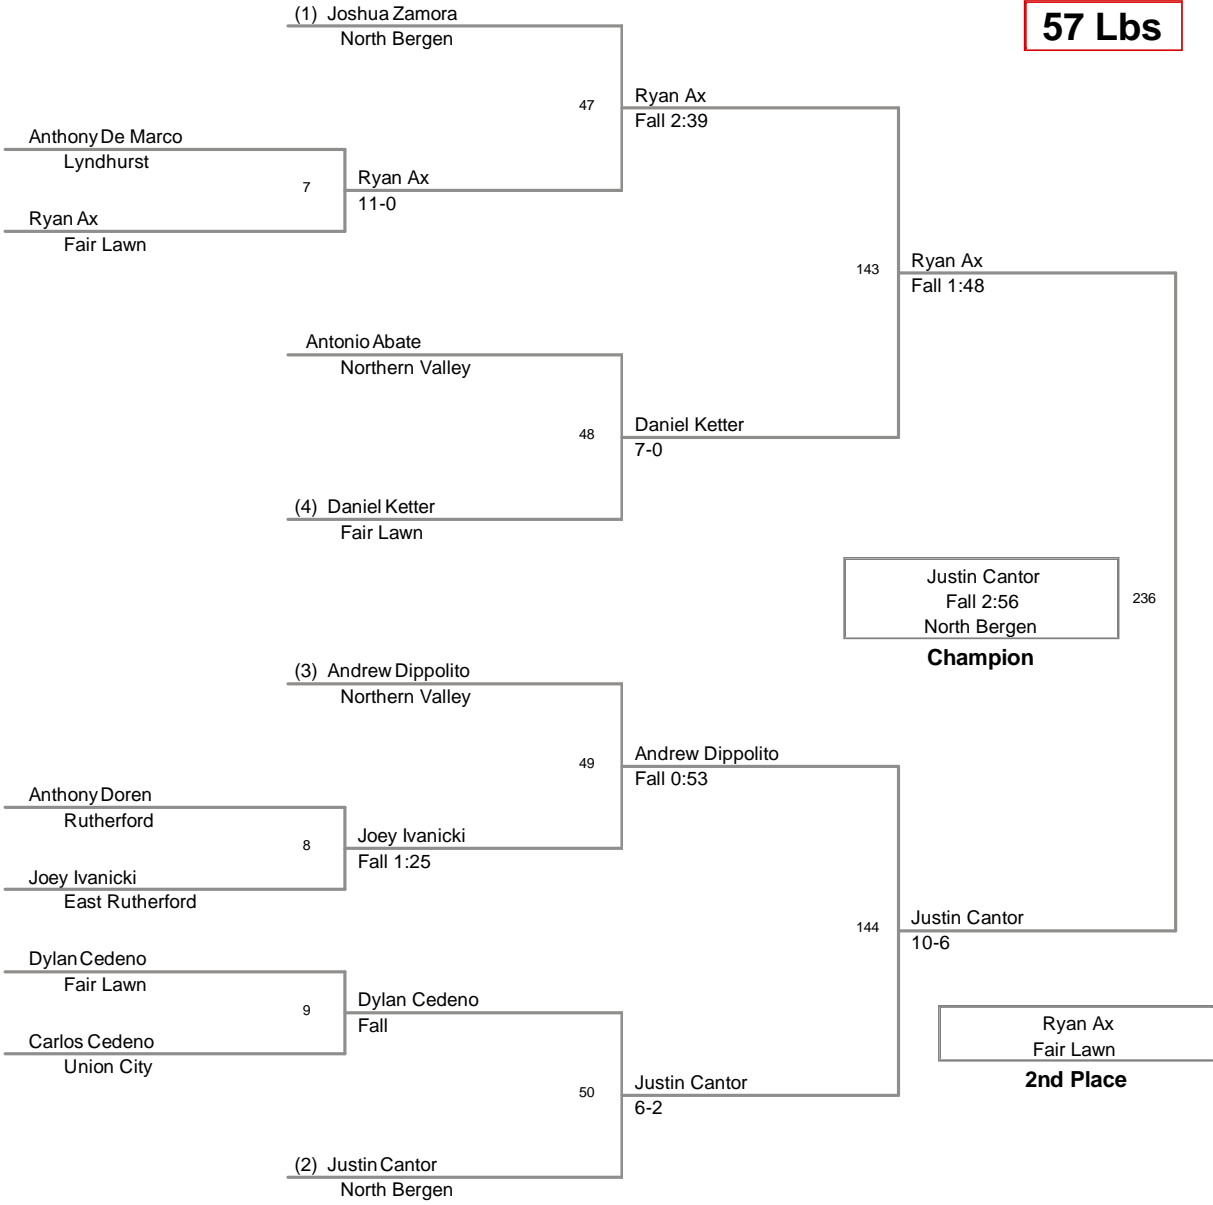 (1) Joshua Zamora
North Bergen
57 Lbs
47
Ryan Ax
Fall 2:39
Anthony De Marco
Lyndhurst
7
Ryan Ax
11-0
Ryan Ax
Fair Lawn
143
Ryan Ax
Fall 1:48
Antonio Abate
Northern Valley
48
Daniel Ketter
7-0
(4) Daniel Ketter
Fair Lawn
Justin Cantor
Fall 2:56
North Bergen
236
Champion
(3) Andrew Dippolito
Northern Valley
49
Andrew Dippolito
Fall 0:53
Anthony Doren
Rutherford
8
Joey Ivanicki
Fall 1:25
Joey Ivanicki
East Rutherford
144
Justin Cantor
10-6
Dylan Cedeno
Fair Lawn
9
Dylan Cedeno
Fall
Carlos Cedeno
Union City
Ryan Ax
Fair Lawn
2nd Place
50
Justin Cantor
6-2
(2) Justin Cantor
North Bergen